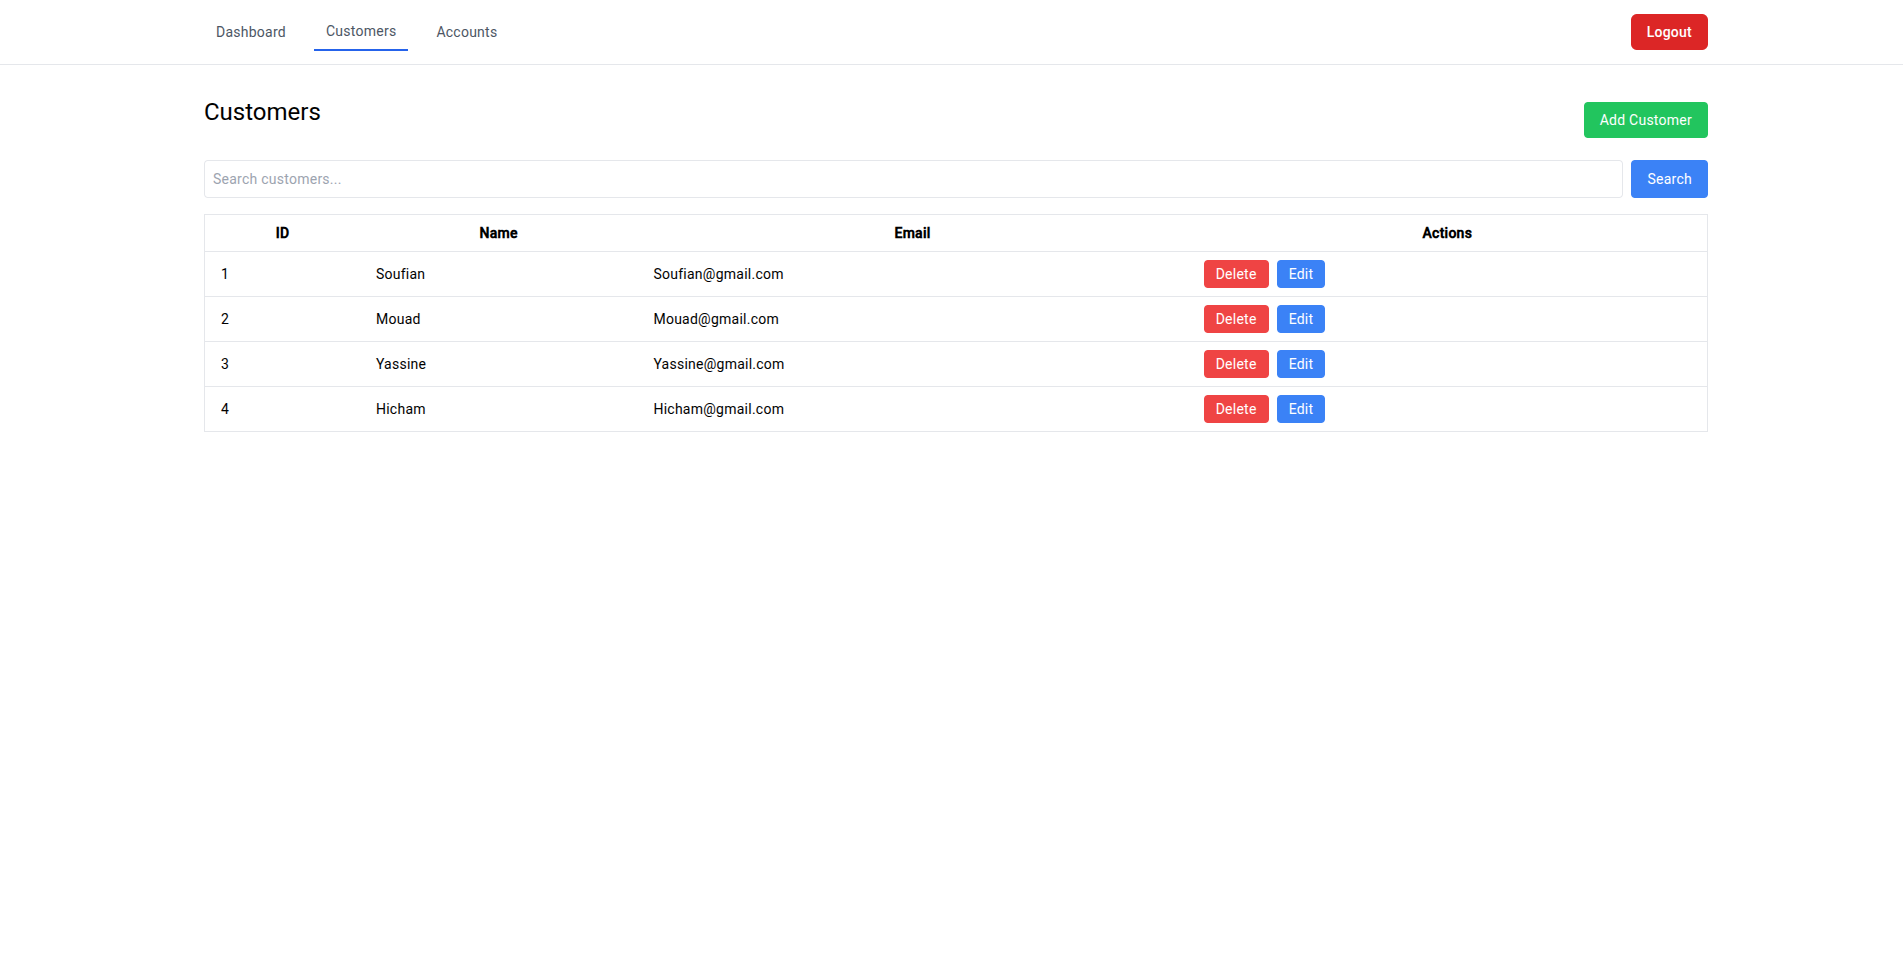 Dashboard Customers Accounts Logout
Customers
Add Customer
Search customers... Search
ID Name Email Actions
1 Soufian Soufian@gmail.com Delete Edit
2 Mouad Mouad@gmail.com Delete Edit
3 Yassine Yassine@gmail.com Delete Edit
4 Hicham Hicham@gmail.com Delete Edit